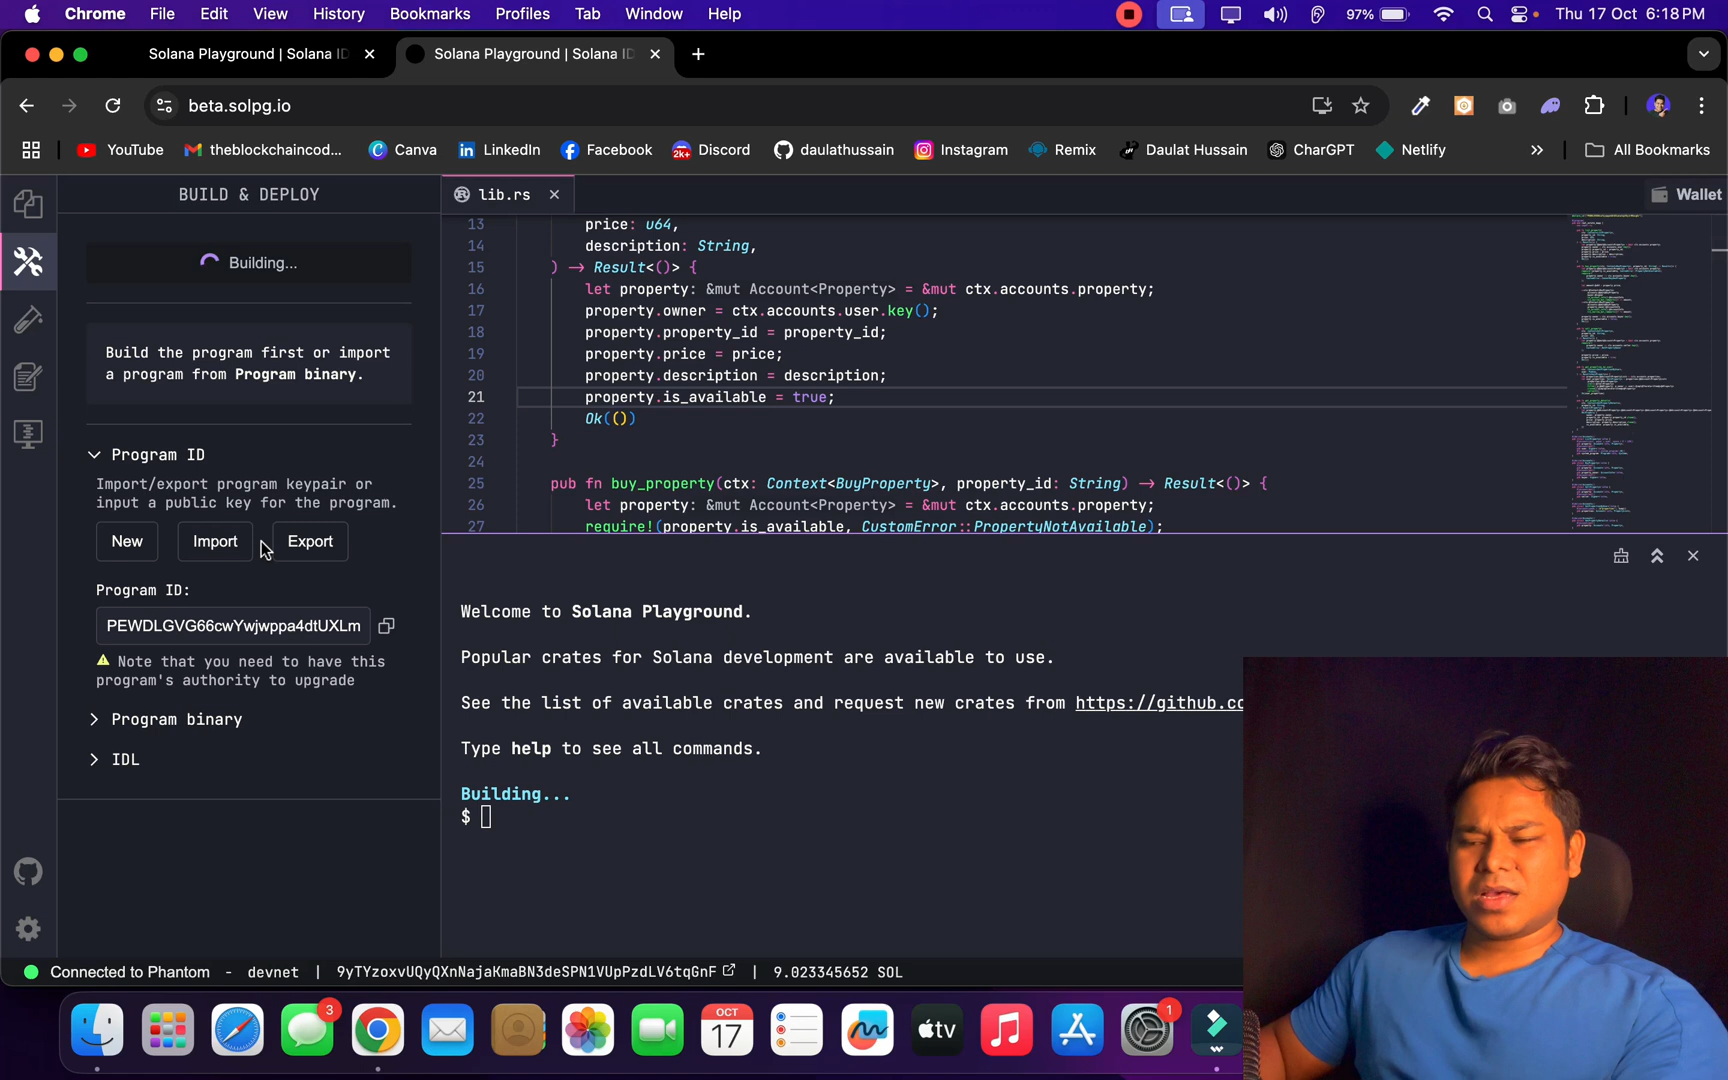 Chrome File Edit View History Bookmarks Profiles Tab Window Help 97% Thu 17 Oct 6:18 PM
Solana Playground | Solana ID Solana Playground | Solana ID
beta.solpg.io
YouTube theblockchaincod... Canva LinkedIn Facebook 2k+ Discord daulathussain Instagram Remix Daulat Hussain CharGPT Netlify All Bookmarks
BUILD & DEPLOY
lib.rs
Wallet
Building...
Build the program first or import
a program from Program binary.
Program ID
Import/export program keypair or
input a public key for the program.
New Import Export
Program ID:
PEWDLGVG66cwYwjwppa4dtUXLm
Note that you need to have this
program's authority to upgrade
Program binary
IDL
13 price: u64,
14 description: String,
15 ) → Result<()> {
16 let property: &mut Account<Property> = &mut ctx.accounts.property;
17 property.owner = ctx.accounts.user.key();
18 property.property_id = property_id;
19 property.price = price;
20 property.description = description;
21 property.is_available = true;
22 Ok(())
23 }
24
25 pub fn buy_property(ctx: Context<BuyProperty>, property_id: String) → Result<()> {
26 let property: &mut Account<Property> = &mut ctx.accounts.property;
27 require!(property.is_available, CustomError::PropertyNotAvailable);
Welcome to Solana Playground.
Popular crates for Solana development are available to use.
See the list of available crates and request new crates from https://github.co
Type help to see all commands.
Building...
$
Connected to Phantom - devnet | 9yTYzoxvUQyQXnNajaKmaBN3deSPN1VUpPzdLV6tqGnF | 9.023345652 SOL
3
OCT
17
tv
1